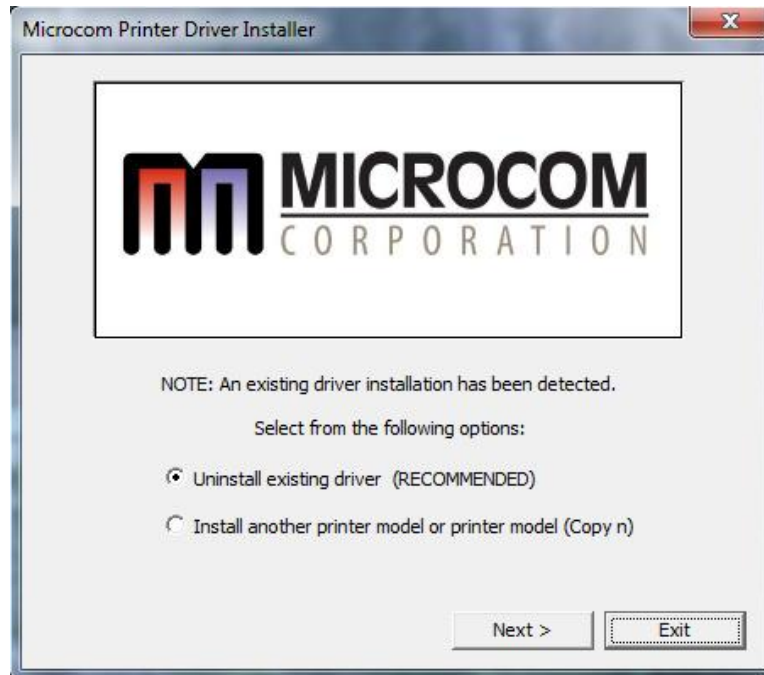 Microcom Printer Driver Installer
MICROCOM
CORPORATION
NOTE: An existing driver installation has been detected.
Select from the following options:
Uninstall existing driver (RECOMMENDED)
Install another printer model or printer model (Copy n)
Next > Exit